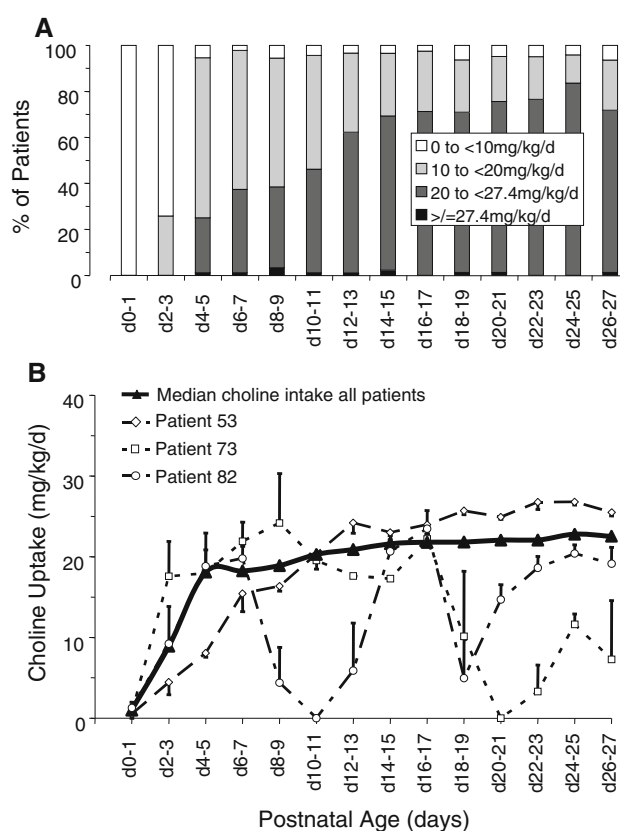 A
% of Patients
100
80
60
40
20
0
0 to <10mg/kg/d
10 to <20mg/kg/d
20 to <27.4mg/kg/d
>/=27.4mg/kg/d
d0-1
d2-3
d4-5
d6-7
d8-9
d10-11
d12-13
d14-15
d16-17
d18-19
d20-21
d22-23
d24-25
d26-27
B
Choline Uptake (mg/kg/d)
40
30
20
10
0
Median choline intake all patients
Patient 53
Patient 73
Patient 82
d0-1
d2-3
d4-5
d6-7
d8-9
d10-11
d12-13
d14-15
d16-17
d18-19
d20-21
d22-23
d24-25
d26-27
Postnatal Age (days)